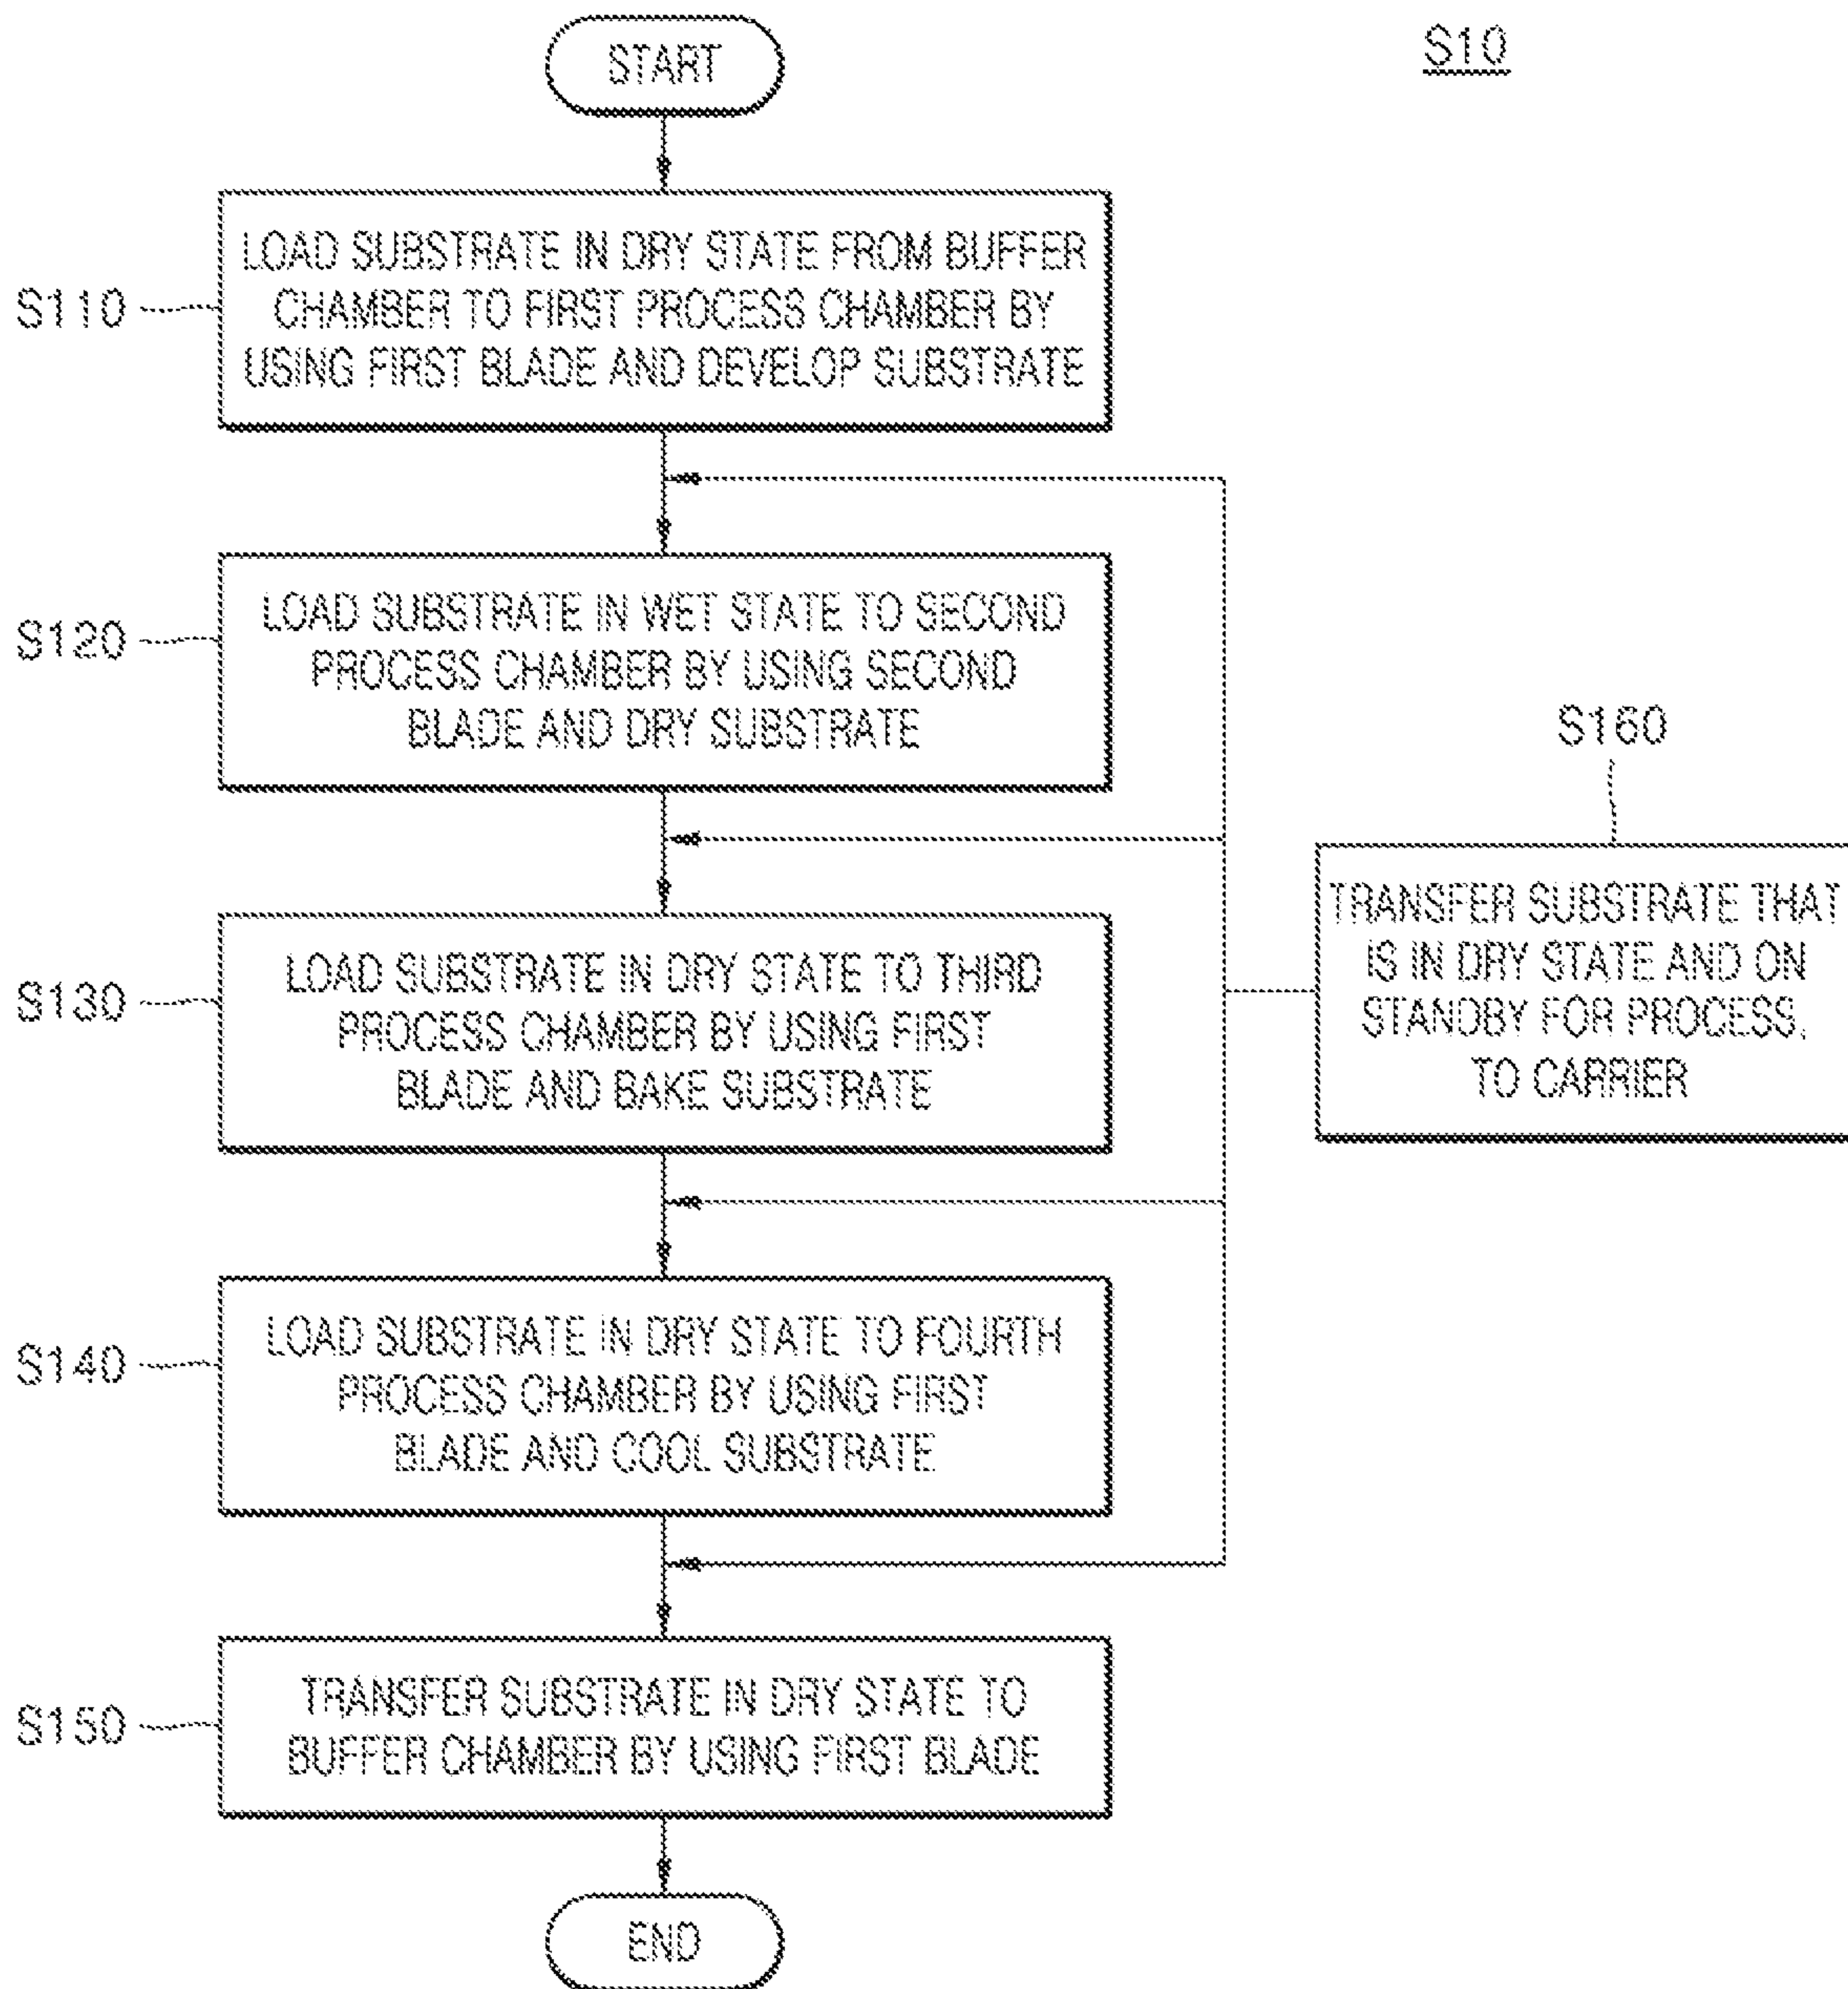 S10
START
S110
LOAD SUBSTRATE IN DRY STATE FROM BUFFER
CHAMBER TO FIRST PROCESS CHAMBER BY
USING FIRST BLADE AND DEVELOP SUBSTRATE
S120
LOAD SUBSTRATE IN WET STATE TO SECOND
PROCESS CHAMBER BY USING SECOND
BLADE AND DRY SUBSTRATE
S130
LOAD SUBSTRATE IN DRY STATE TO THIRD
PROCESS CHAMBER BY USING FIRST
BLADE AND BAKE SUBSTRATE
S140
LOAD SUBSTRATE IN DRY STATE TO FOURTH
PROCESS CHAMBER BY USING FIRST
BLADE AND COOL SUBSTRATE
S150
TRANSFER SUBSTRATE IN DRY STATE TO
BUFFER CHAMBER BY USING FIRST BLADE
END
S160
TRANSFER SUBSTRATE THAT
IS IN DRY STATE AND ON
STANDBY FOR PROCESS,
TO CARRIER